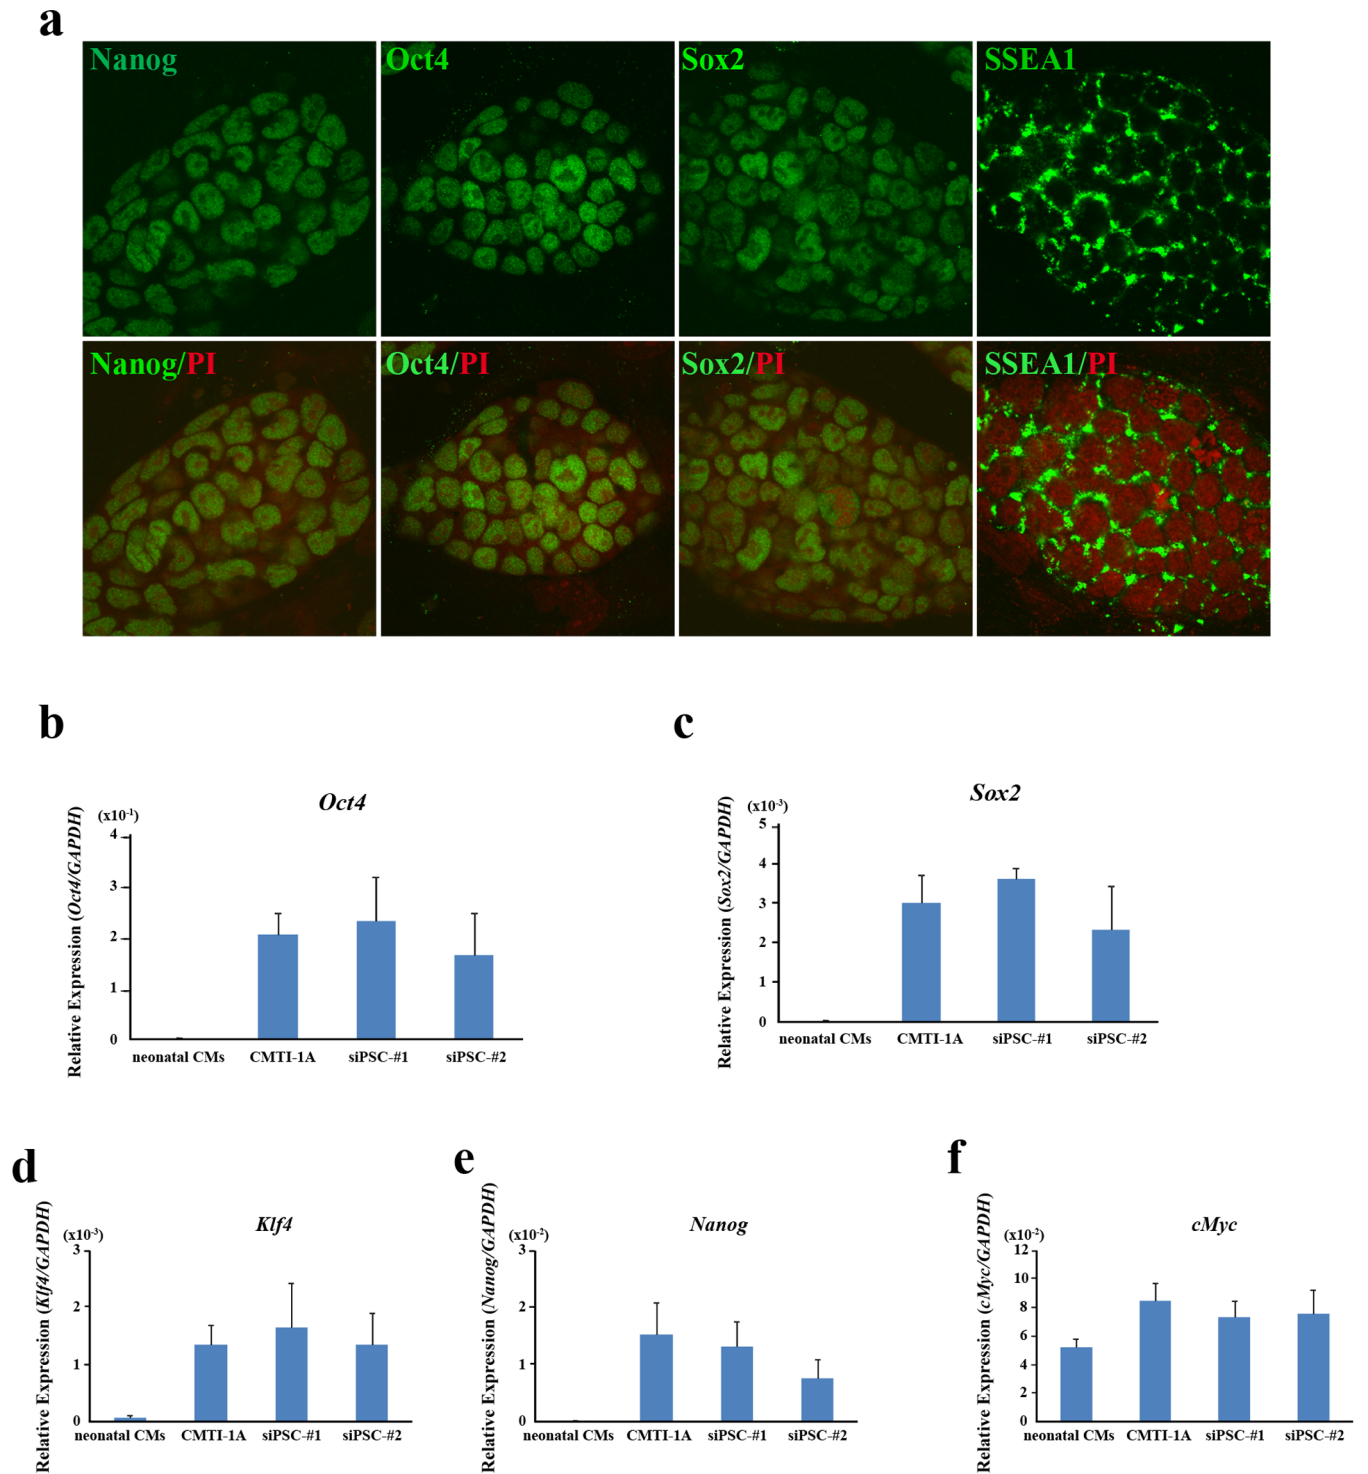 a
Nanog
Oct4
Sox2
SSEA1
Nanog/PI
Oct4/PI
Sox2/PI
SSEA1/PI
b
Oct4
(x10-1)
Relative Expression (Oct4/GAPDH)
4
3
2
1
0
neonatal CMs
CMTI-1A
siPSC-#1
siPSC-#2
c
Sox2
(x10-3)
Relative Expression (Sox2/GAPDH)
5
4
3
2
1
0
neonatal CMs
CMTI-1A
siPSC-#1
siPSC-#2
d
Klf4
(x10-3)
Relative Expression (Klf4/GAPDH)
3
2
1
0
neonatal CMs
CMTI-1A
siPSC-#1
siPSC-#2
e
Nanog
(x10-2)
Relative Expression (Nanog/GAPDH)
3
2
1
0
neonatal CMs
CMTI-1A
siPSC-#1
siPSC-#2
f
cMyc
(x10-2)
Relative Expression (cMyc/GAPDH)
12
10
8
6
4
2
0
neonatal CMs
CMTI-1A
siPSC-#1
siPSC-#2